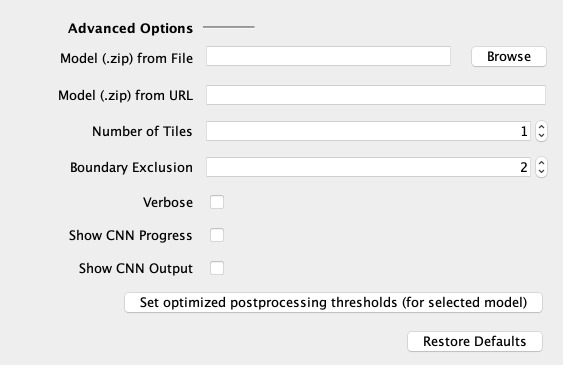 Advanced Options
Model (.zip) from File Browse
Model (.zip) from URL
Number of Tiles 1
Boundary Exclusion 2
Verbose
Show CNN Progress
Show CNN Output
Set optimized postprocessing thresholds (for selected model)
Restore Defaults